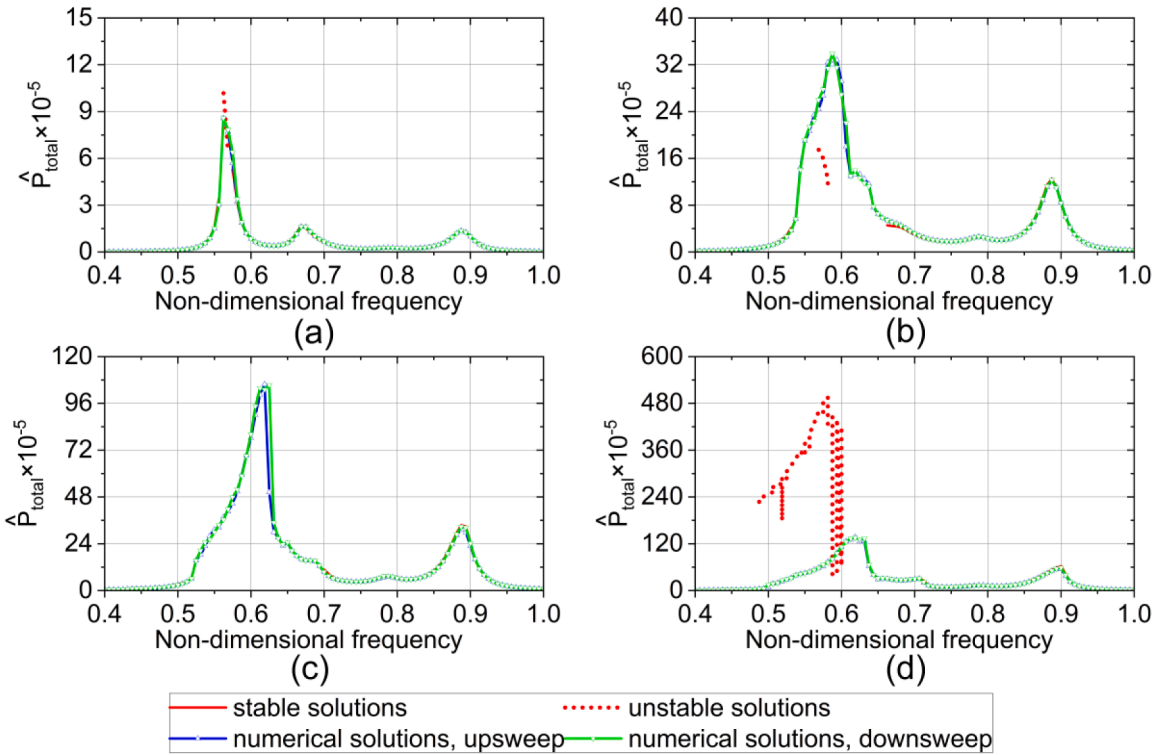 15
12
9
6
3
0
P̂total×10-5
0.4 0.5 0.6 0.7 0.8 0.9 1.0
Non-dimensional frequency
(a)
40
32
24
16
8
0
P̂total×10-5
0.4 0.5 0.6 0.7 0.8 0.9 1.0
Non-dimensional frequency
(b)
120
96
72
48
24
0
P̂total×10-5
0.4 0.5 0.6 0.7 0.8 0.9 1.0
Non-dimensional frequency
(c)
600
480
360
240
120
0
P̂total×10-5
0.4 0.5 0.6 0.7 0.8 0.9 1.0
Non-dimensional frequency
(d)
stable solutions
unstable solutions
numerical solutions, upsweep
numerical solutions, downsweep